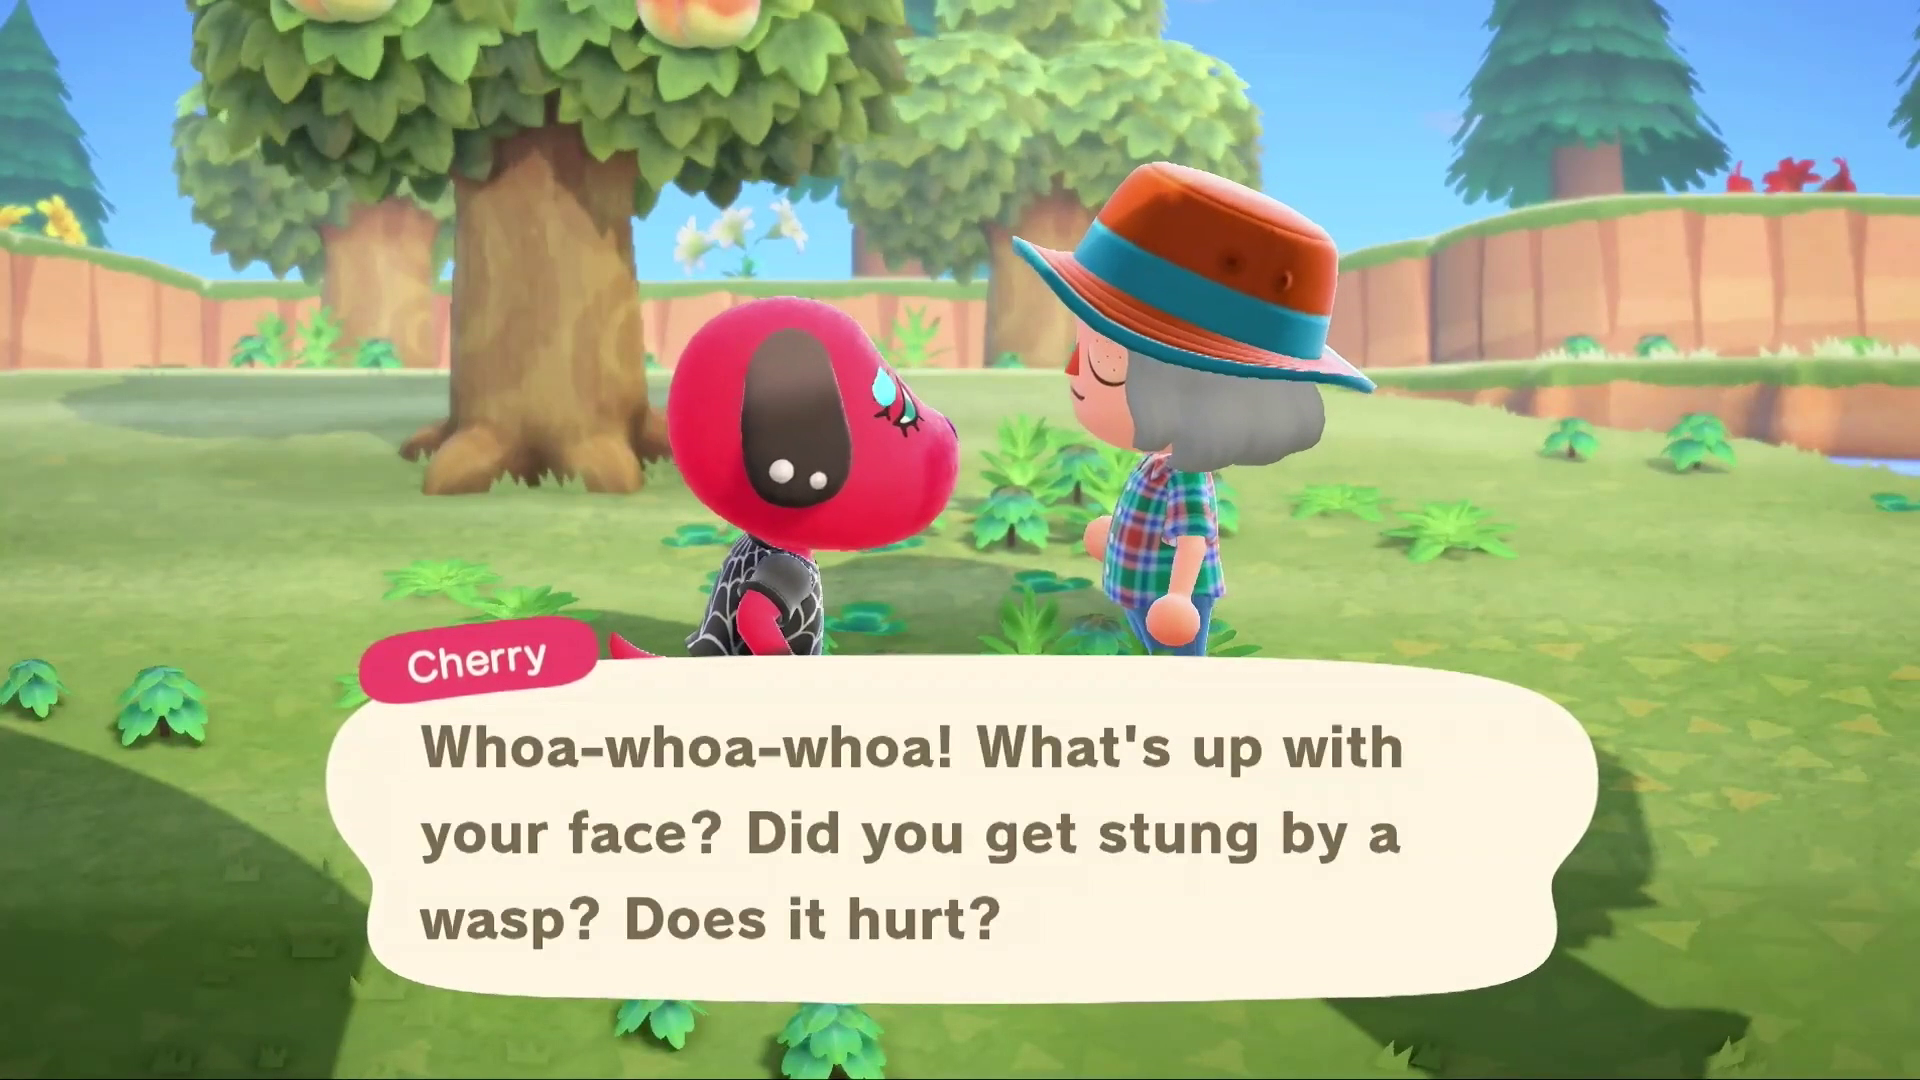 Cherry
Whoa-whoa-whoa! What's up with
your face? Did you get stung by a
wasp? Does it hurt?